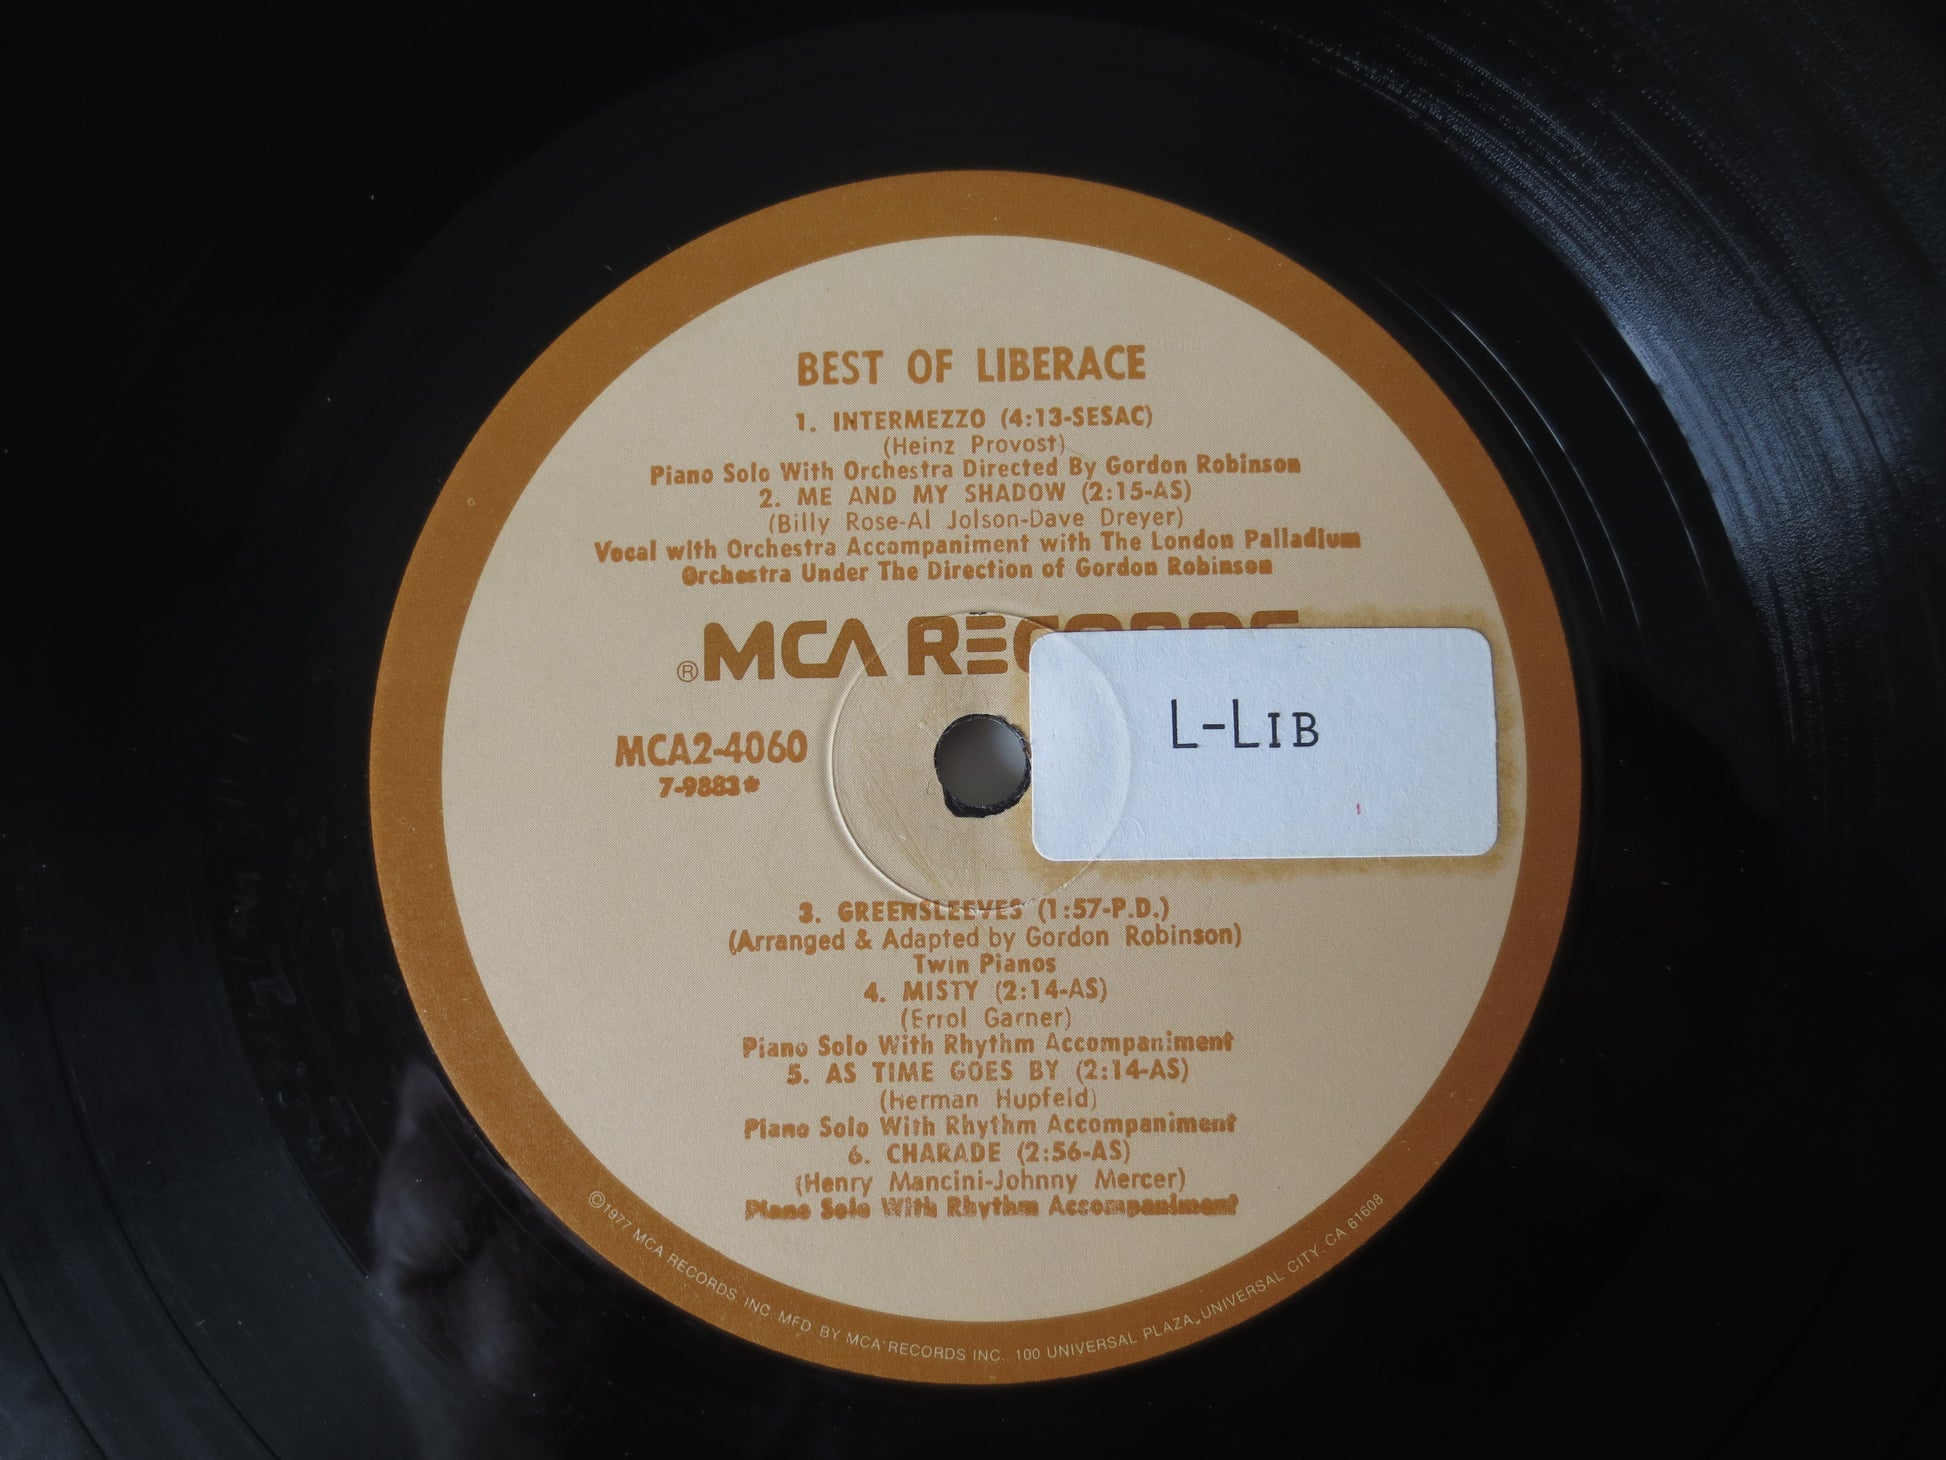 BEST OF LIBERACE
1. INTERMEZZO (4:13-SESAC)
(Heinz Provost)
Piano Solo With Orchestra Directed By Gordon Robinson
2. ME AND MY SHADOW (2:15-AS)
(Billy Rose-Al Jolson-Dave Dreyer)
Vocal with Orchestra Accompaniment with The London Palladium
Orchestra Under The Direction of Gordon Robinson
®MCA RECORDS
L-LIB
MCA2-4060
7-9883*
3. GREENSLEEVES (1:57-P.D.)
(Arranged & Adapted by Gordon Robinson)
Twin Pianos
4. MISTY (2:14-AS)
(Errol Garner)
Piano Solo With Rhythm Accompaniment
5. AS TIME GOES BY (2:14-AS)
(Herman Hupfeld)
Piano Solo With Rhythm Accompaniment
6. CHARADE (2:56-AS)
(Henry Mancini-Johnny Mercer)
Piano Solo With Rhythm Accompaniment
©1977 MCA RECORDS, INC. MFD BY MCA RECORDS INC., 100 UNIVERSAL PLAZA, UNIVERSAL CITY, CA 61608